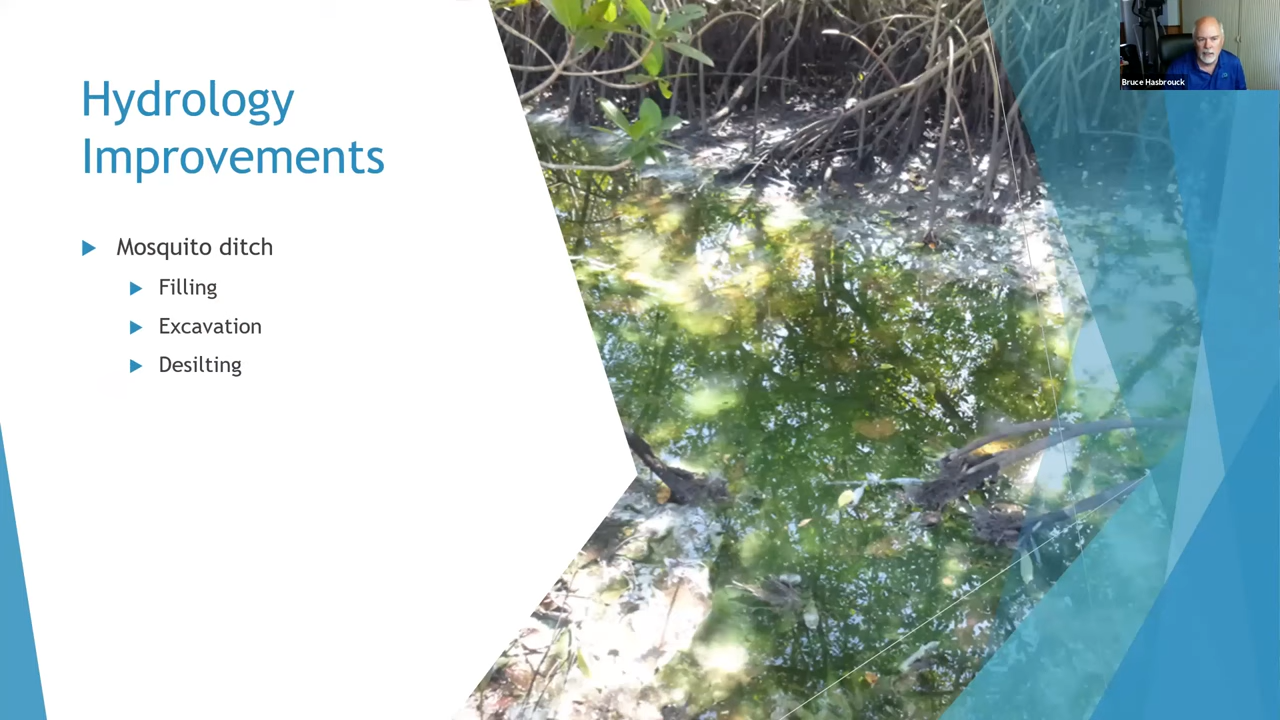 Hydrology
Improvements
Mosquito ditch
Filling
Excavation
Desilting
Bruce Hasbrouck